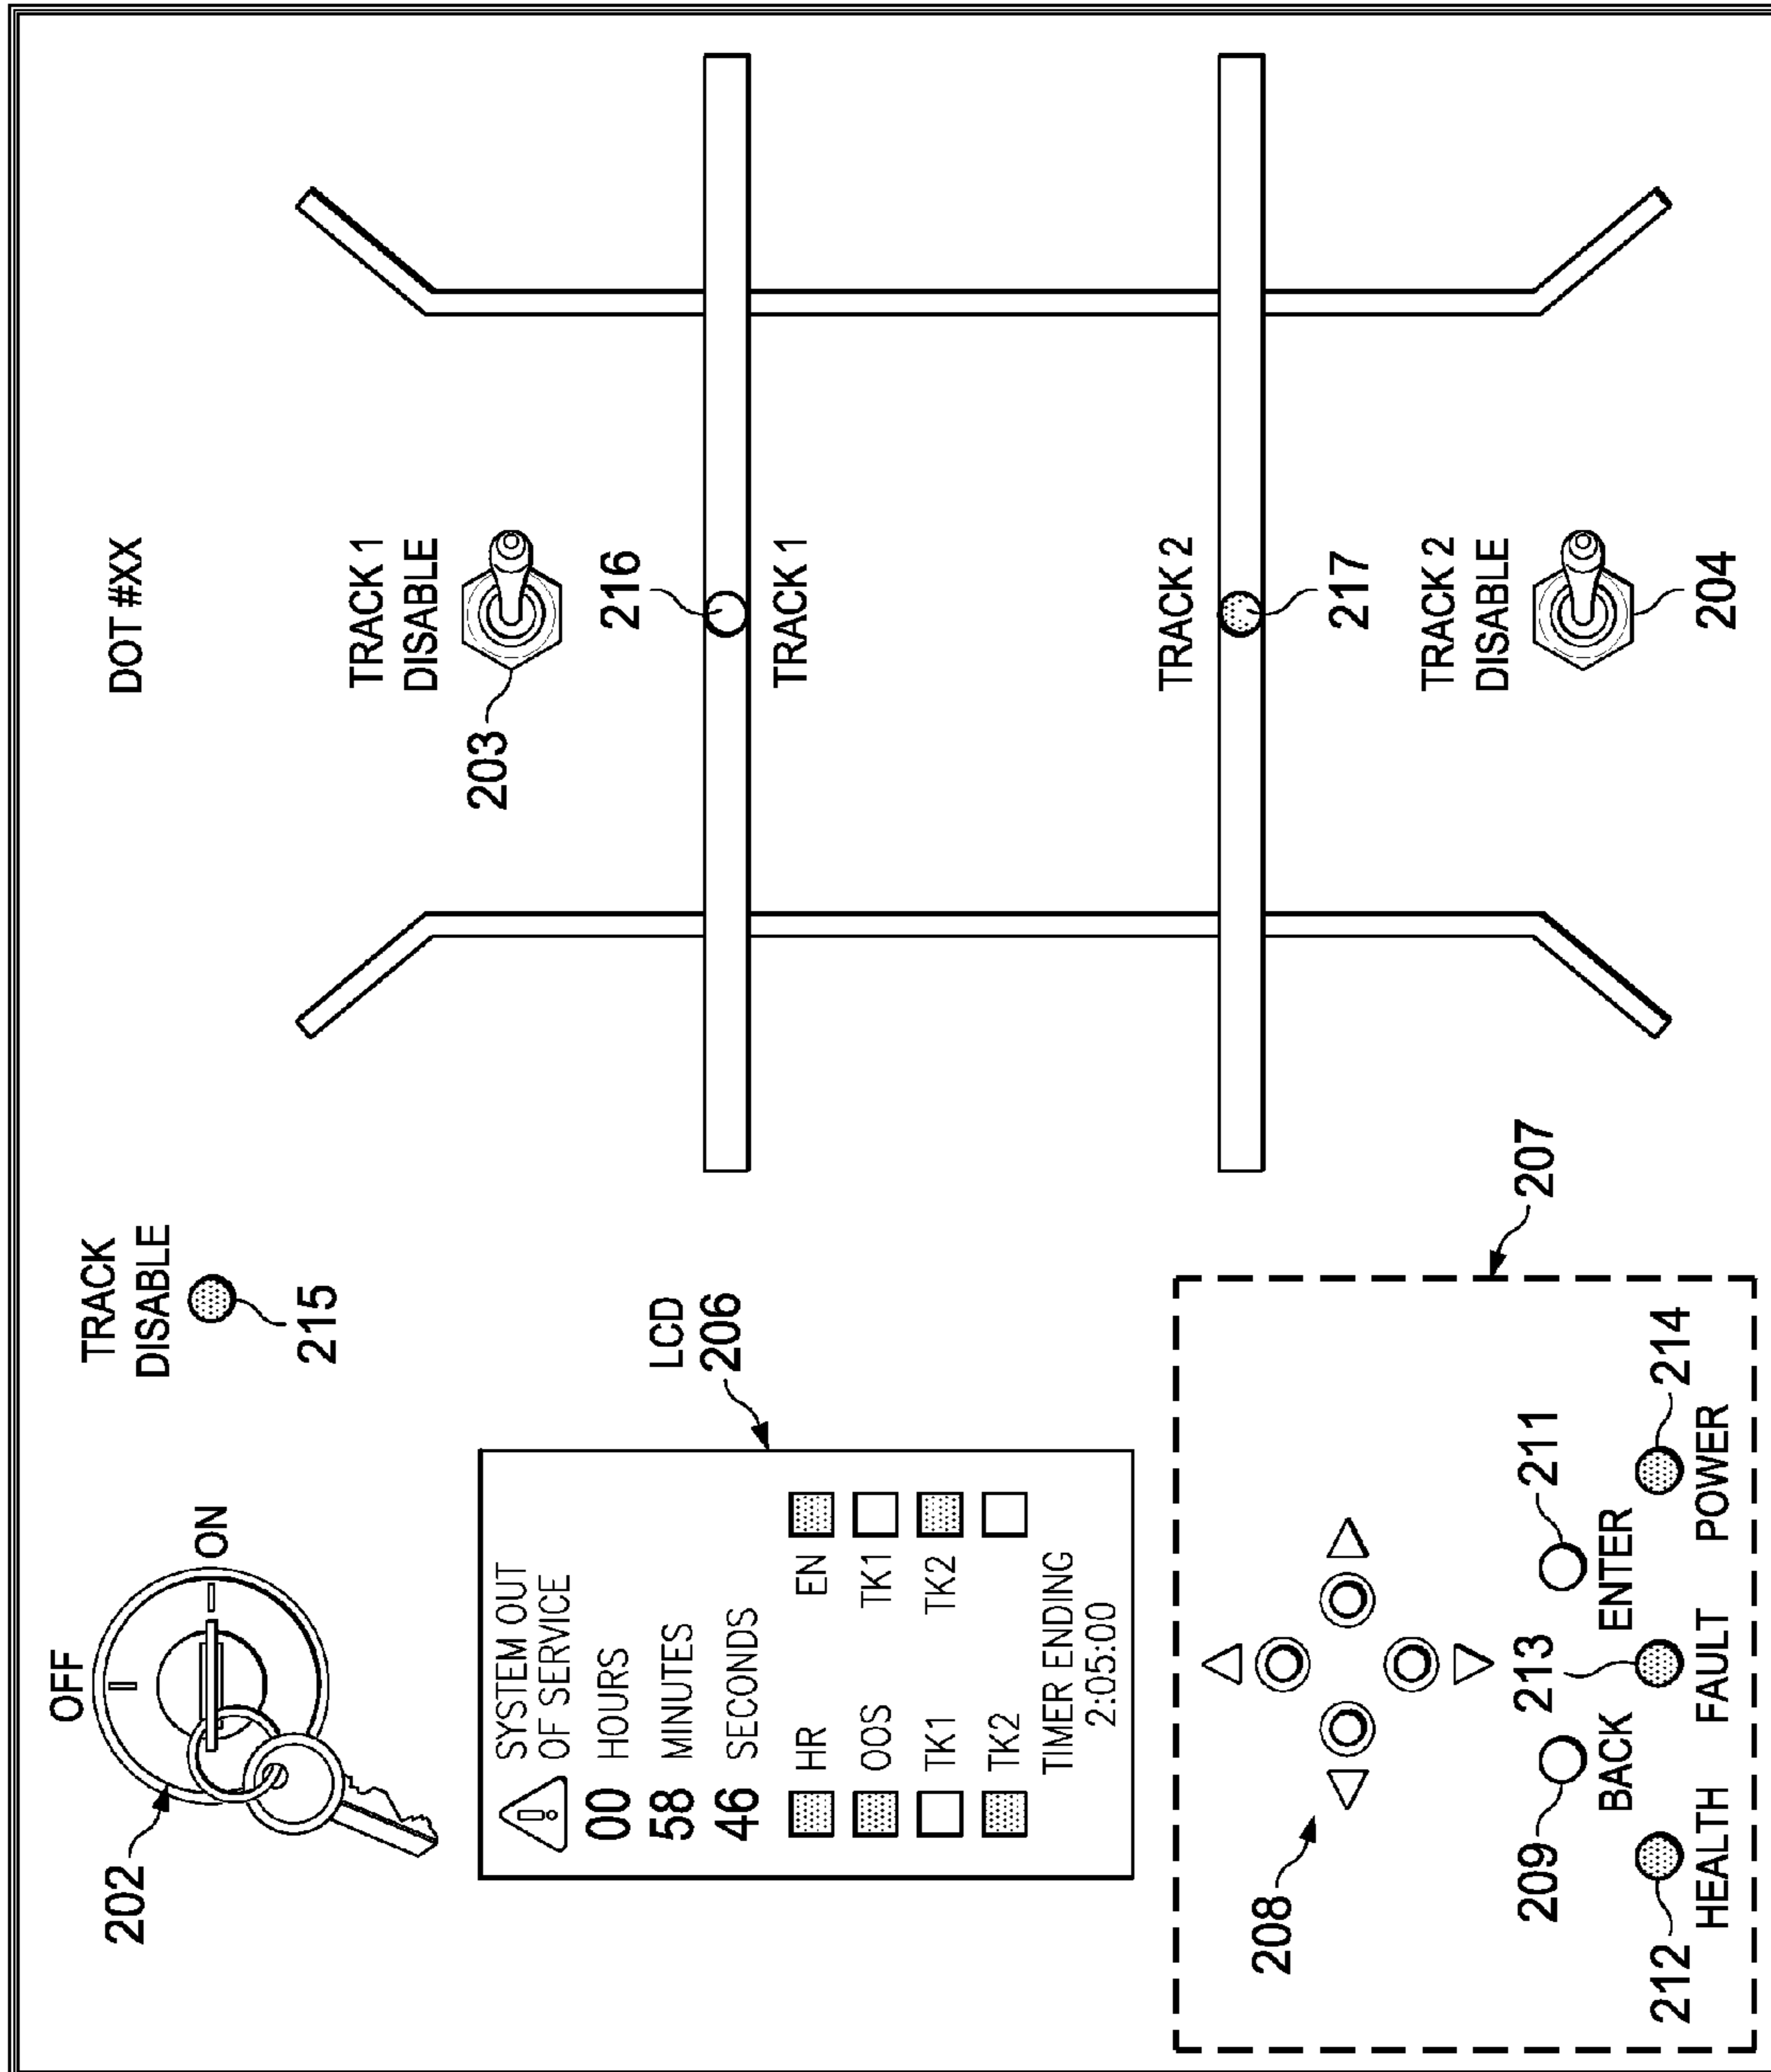 OFF
ON
202
TRACK
DISABLE
215
DOT #XX
TRACK 1
DISABLE
203
216
TRACK 1
TRACK 2
217
TRACK 2
DISABLE
204
LCD
206
SYSTEM OUT
OF SERVICE
00 HOURS
58 MINUTES
46 SECONDS
HR EN
OOS TK1
TK1 TK2
TK2
TIMER ENDING
2:05:00
207
208
209
213
211
BACK ENTER
212
214
HEALTH FAULT POWER